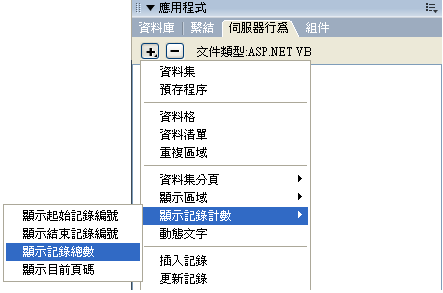 應用程式
資料庫 繫結 伺服器行爲 組件
文件類型:ASP.NET VB
資料集
預存程序
資料格
資料清單
重複區域
資料集分頁
顯示區域
顯示記錄計數
動態文字
插入記錄
更新記錄
顯示起始記錄編號
顯示結束記錄編號
顯示記錄總數
顯示目前頁碼